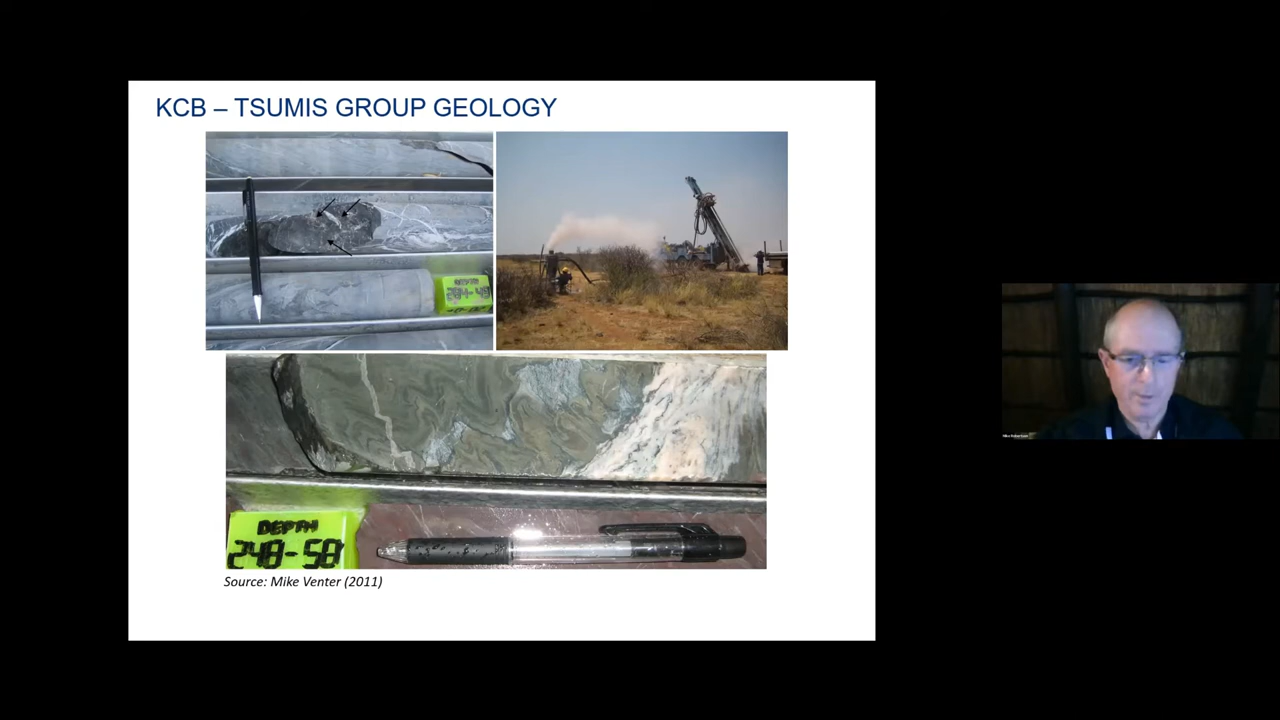 KCB – TSUMIS GROUP GEOLOGY
DEPTH
248-58
Source: Mike Venter (2011)